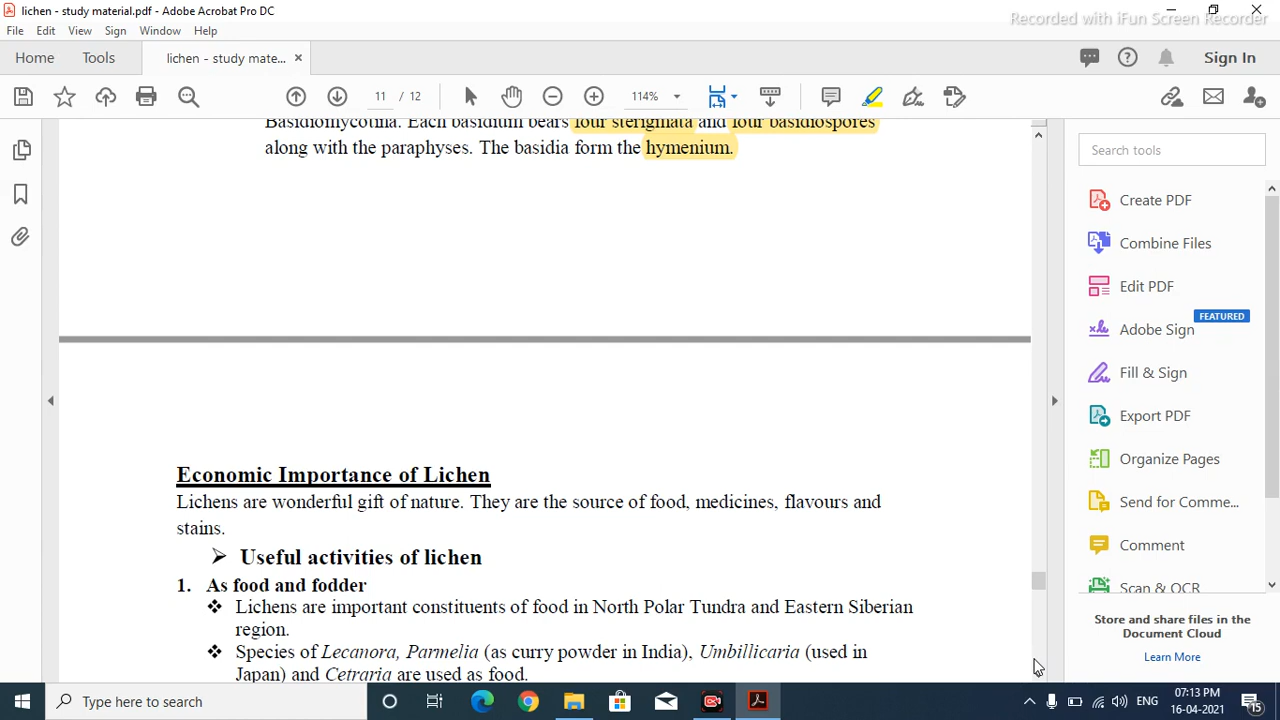 lichen - study material.pdf - Adobe Acrobat Pro DC
Recorded with iFun Screen Recorder
File Edit View Sign Window Help
Home Tools lichen - study mate... × Sign In
11 / 12 114%
Basidiomycotina. Each basidium bears four sterigmata and four basidiospores
along with the paraphyses. The basidia form the hymenium.
Economic Importance of Lichen
Lichens are wonderful gift of nature. They are the source of food, medicines, flavours and
stains.
➢ Useful activities of lichen
1. As food and fodder
❖ Lichens are important constituents of food in North Polar Tundra and Eastern Siberian
region.
❖ Species of Lecanora, Parmelia (as curry powder in India), Umbillicaria (used in
Japan) and Cetraria are used as food.
Search tools
Create PDF
Combine Files
Edit PDF
FEATURED
Adobe Sign
Fill & Sign
Export PDF
Organize Pages
Send for Comme...
Comment
Scan & OCR
Store and share files in the
Document Cloud
Learn More
Type here to search
ENG
07:13 PM
16-04-2021
15